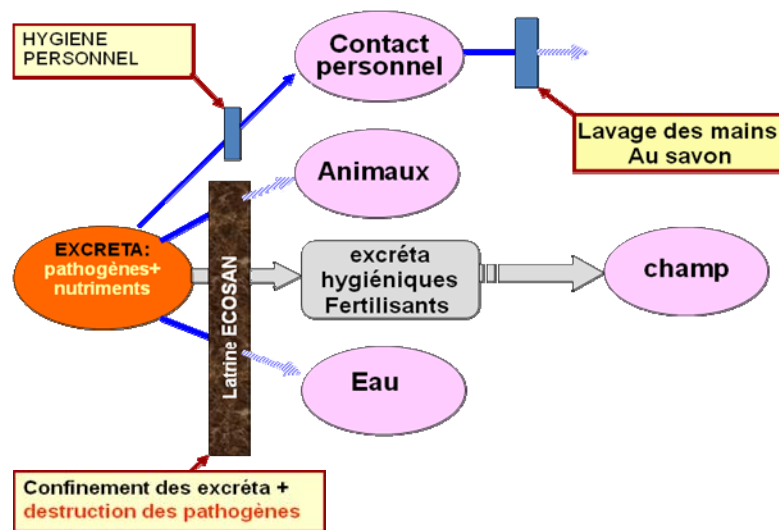 HYGIENE
PERSONNEL
Contact
personnel
Lavage des mains
Au savon
Animaux
EXCRETA:
pathogènes+
nutriments
Latrine ECOSAN
excréta
hygiéniques
Fertilisants
champ
Eau
Confinement des excréta +
destruction des pathogènes